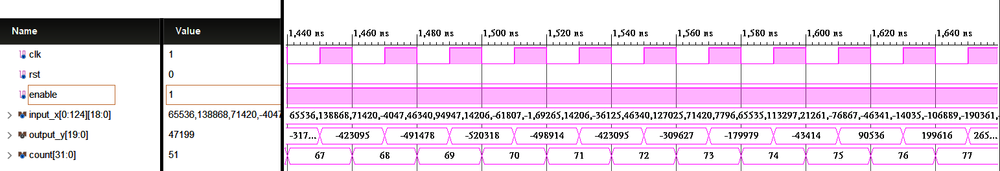 Name Value
1,440 ns 1,460 ns 1,480 ns 1,500 ns 1,520 ns 1,540 ns 1,560 ns 1,580 ns 1,600 ns 1,620 ns 1,640 ns
clk 1
rst 0
enable 1
input_x[0:124][18:0] 65536,138868,71420,-4047 65536,138868,71420,-4047,46340,94947,14206,-61807,-1,69265,14206,-36125,46340,127025,71420,7796,65535,113297,21261,-76867,-46341,-14035,-106889,-190361,-
output_y[19:0] 47199 -317... -423095 -491478 -520318 -498914 -423095 -309627 -179979 -43414 90536 199616 265...
count[31:0] 51 67 68 69 70 71 72 73 74 75 76 77